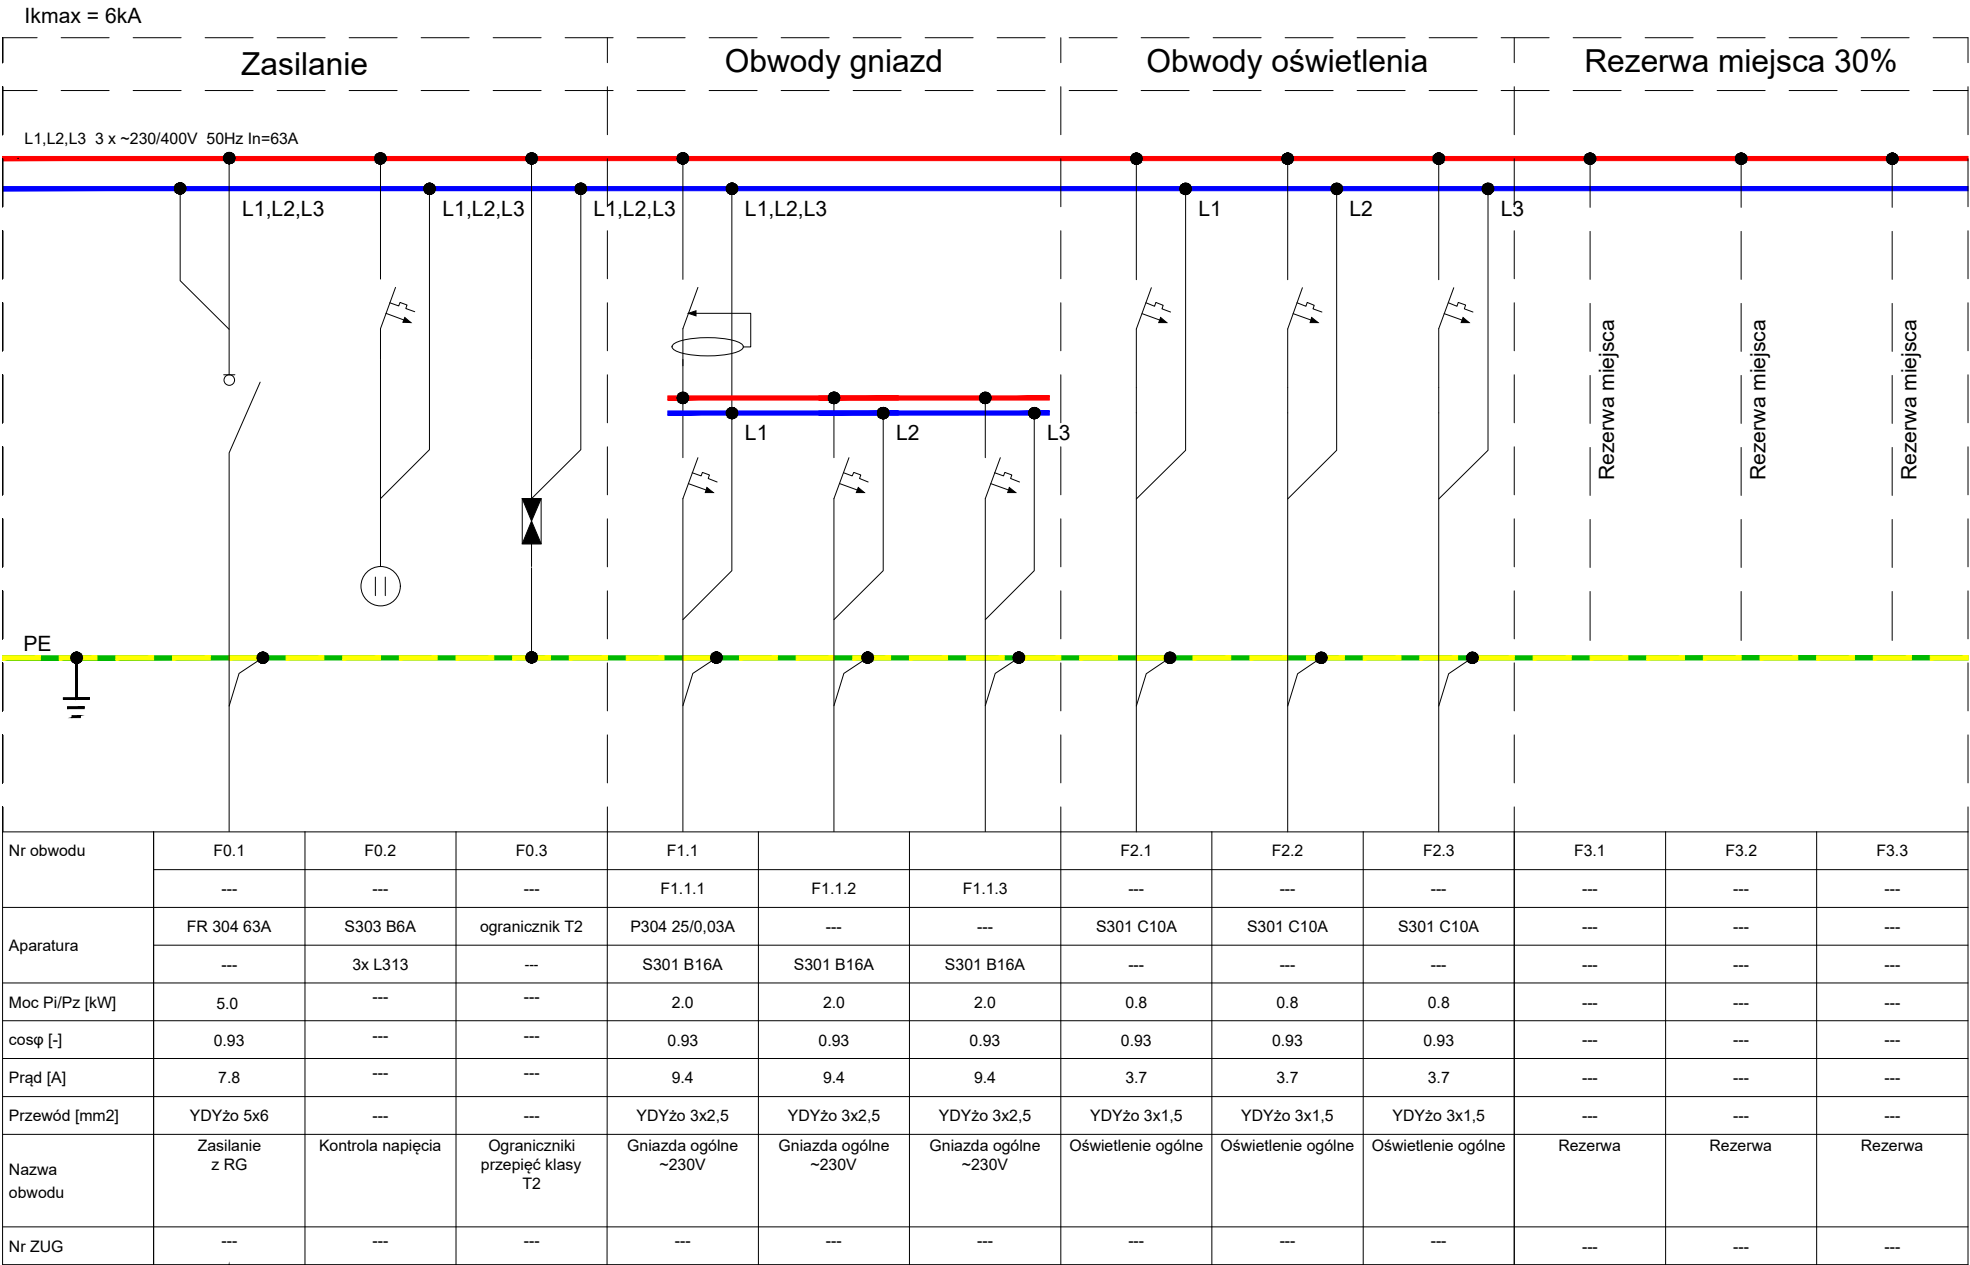 Ikmax = 6kA
Zasilanie
Obwody gniazd
Obwody oświetlenia
Rezerwa miejsca 30%
L1,L2,L3 3 x ~230/400V 50Hz In=63A
L1,L2,L3
L1,L2,L3
L1,L2,L3
L1,L2,L3
L1
L2
L3
Rezerwa miejsca
Rezerwa miejsca
Rezerwa miejsca
L1
L2
L3
PE
Nr obwodu F0.1 F0.2 F0.3 F1.1 F2.1 F2.2 F2.3 F3.1 F3.2 F3.3
--- --- --- F1.1.1 F1.1.2 F1.1.3 --- --- --- --- --- ---
Aparatura FR 304 63A S303 B6A ogranicznik T2 P304 25/0,03A --- --- S301 C10A S301 C10A S301 C10A --- --- ---
--- 3x L313 --- S301 B16A S301 B16A S301 B16A --- --- --- --- --- ---
Moc Pi/Pz [kW] 5.0 --- --- 2.0 2.0 2.0 0.8 0.8 0.8 --- --- ---
cosφ [-] 0.93 --- --- 0.93 0.93 0.93 0.93 0.93 0.93 --- --- ---
Prąd [A] 7.8 --- --- 9.4 9.4 9.4 3.7 3.7 3.7 --- --- ---
Przewód [mm2] YDYżo 5x6 --- --- YDYżo 3x2,5 YDYżo 3x2,5 YDYżo 3x2,5 YDYżo 3x1,5 YDYżo 3x1,5 YDYżo 3x1,5 --- --- ---
Nazwa
obwodu
Zasilanie
z RG
Kontrola napięcia
Ograniczniki
przepięć klasy
T2
Gniazda ogólne
~230V
Gniazda ogólne
~230V
Gniazda ogólne
~230V
Oświetlenie ogólne
Oświetlenie ogólne
Oświetlenie ogólne
Rezerwa
Rezerwa
Rezerwa
Nr ZUG --- --- --- --- --- --- --- --- --- --- --- ---